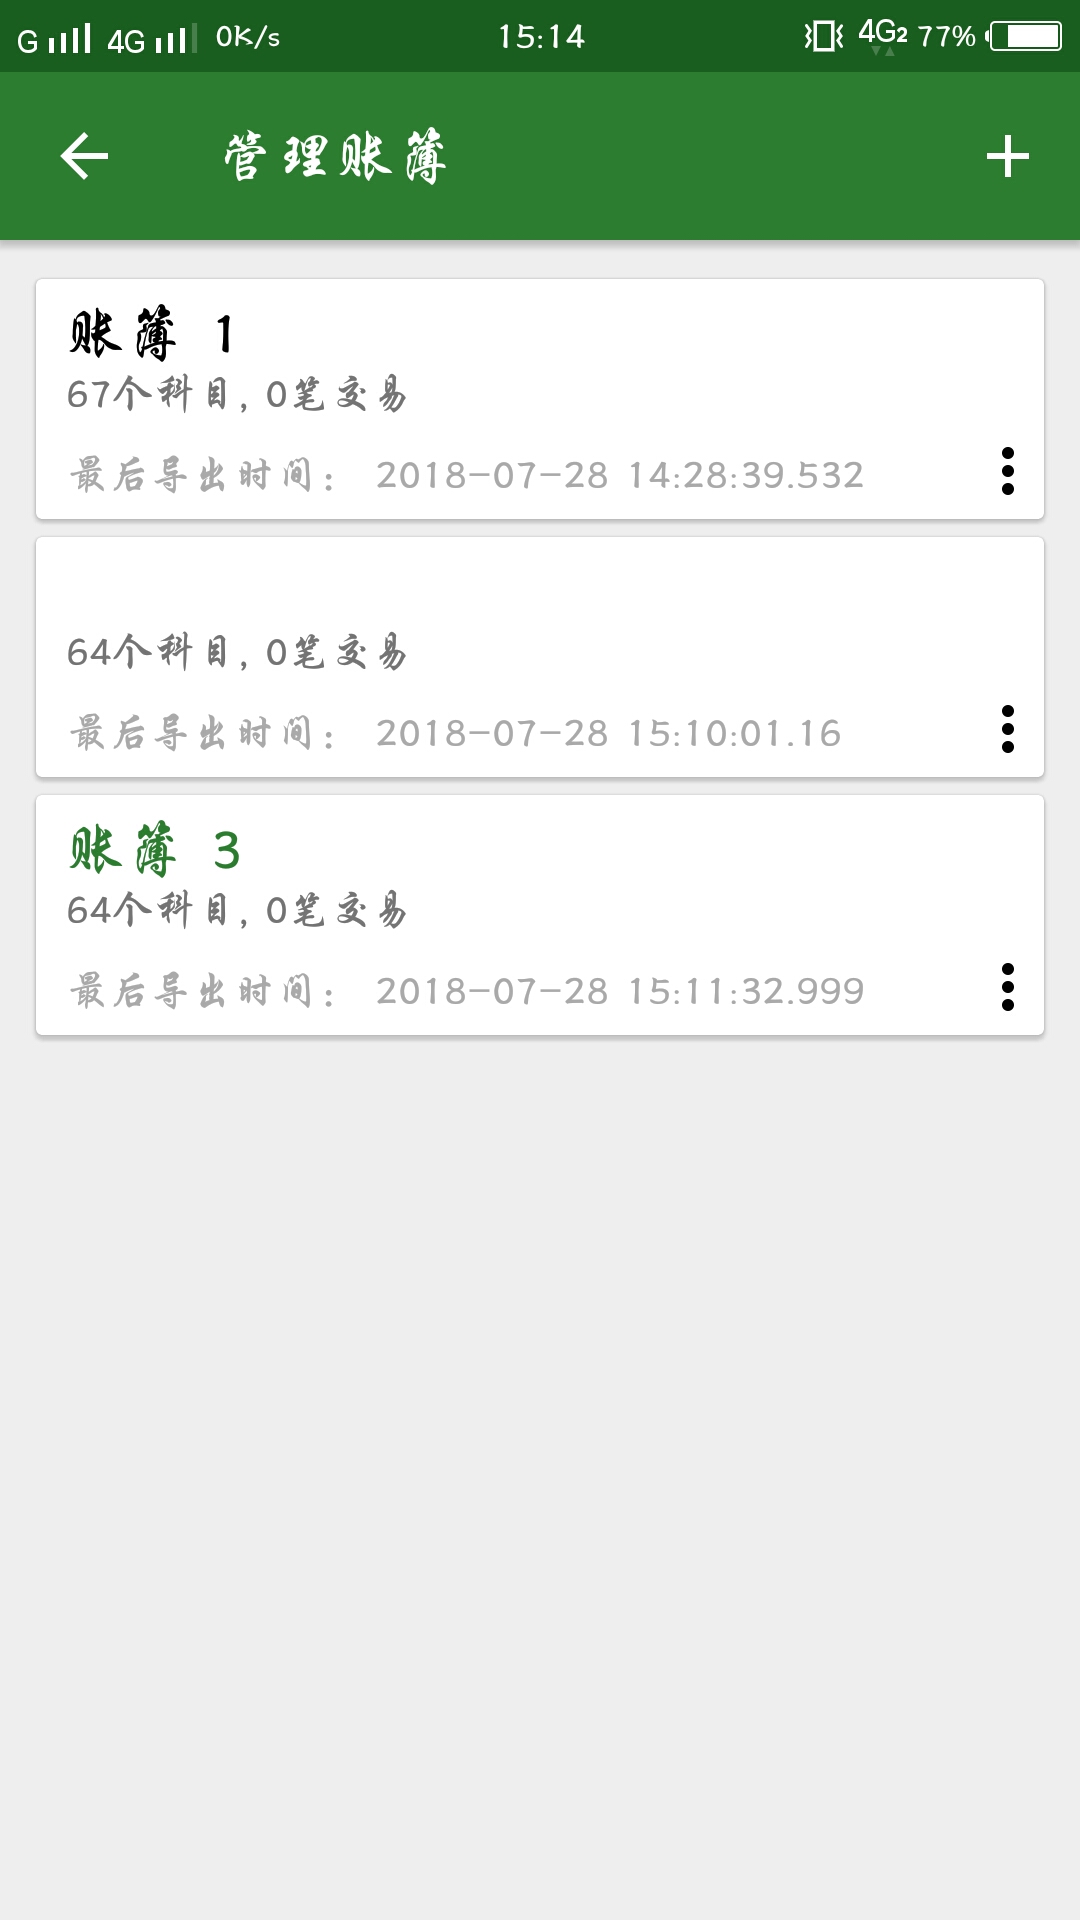 G 4G 0K/s 15:14 4G2 77%
管理账簿
账簿 1
67个科目, 0笔交易
最后导出时间： 2018-07-28 14:28:39.532
64个科目, 0笔交易
最后导出时间： 2018-07-28 15:10:01.16
账簿 3
64个科目, 0笔交易
最后导出时间： 2018-07-28 15:11:32.999